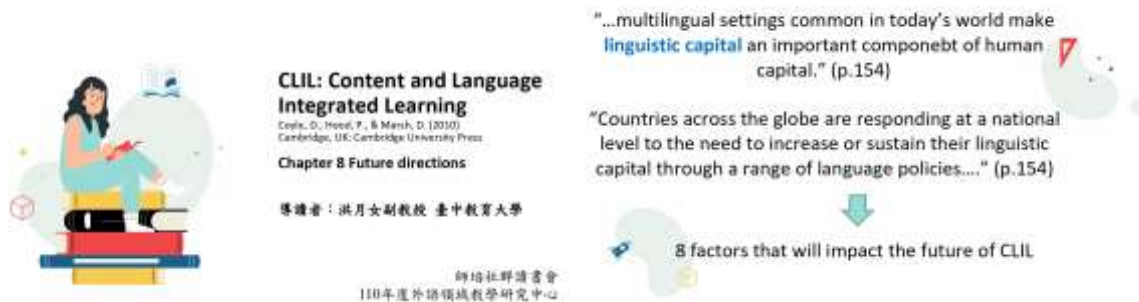 CLIL: Content and Language
Integrated Learning
Coyle, D., Hood, P., & Marsh, D. (2010)
Cambridge, UK: Cambridge University Press
Chapter 8 Future directions
導讀者：洪月女副教授 臺中教育大學
師培社群讀書會
110年度外語領域教學研究中心
"...multilingual settings common in today's world make
linguistic capital an important componebt of human
capital." (p.154)
"Countries across the globe are responding at a national
level to the need to increase or sustain their linguistic
capital through a range of language policies...." (p.154)
8 factors that will impact the future of CLIL